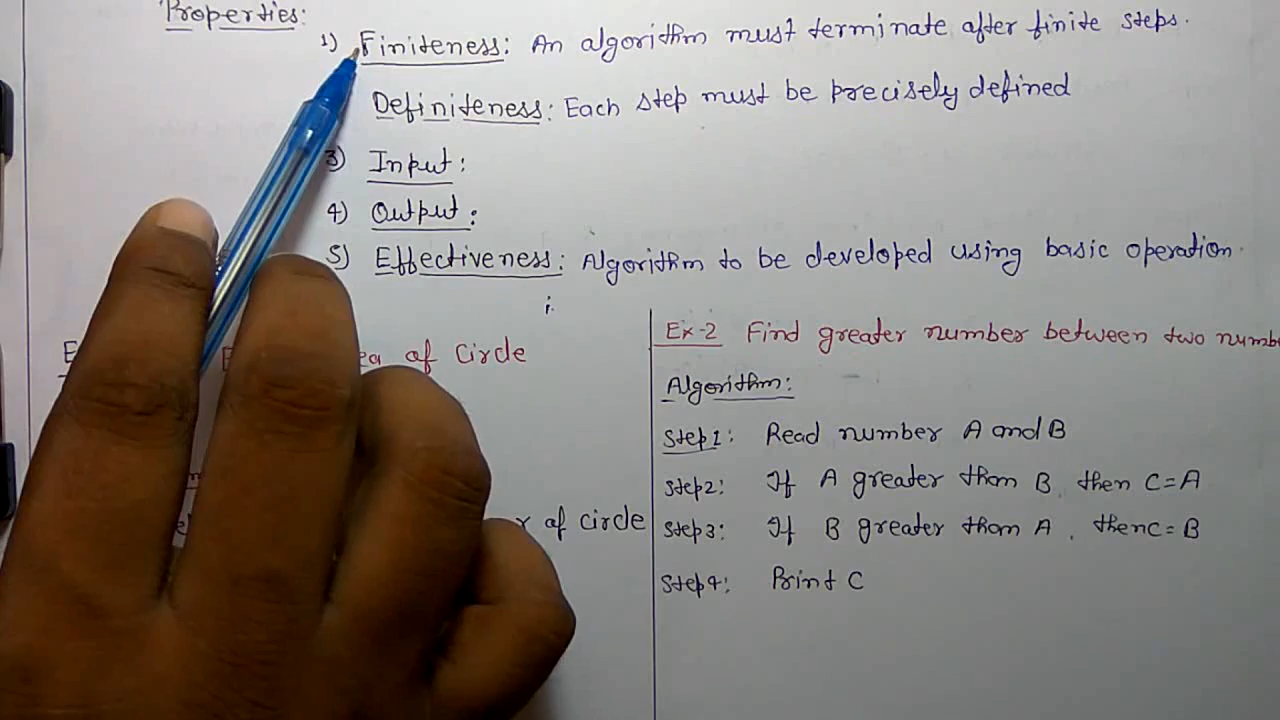 Properties:
1) Finiteness: An algorithm must terminate after finite steps.
Definiteness: Each step must be precisely defined
3) Input:
4) Output:
5) Effectiveness: Algorithm to be developed using basic operation.
of Circle
r of circle
Ex-2 Find greater number between two
Algorithm:
Step1: Read number A and B
Step2: If A greater than B, then C=A
Step3: If B greater than A, then C=B
Step4: Print C